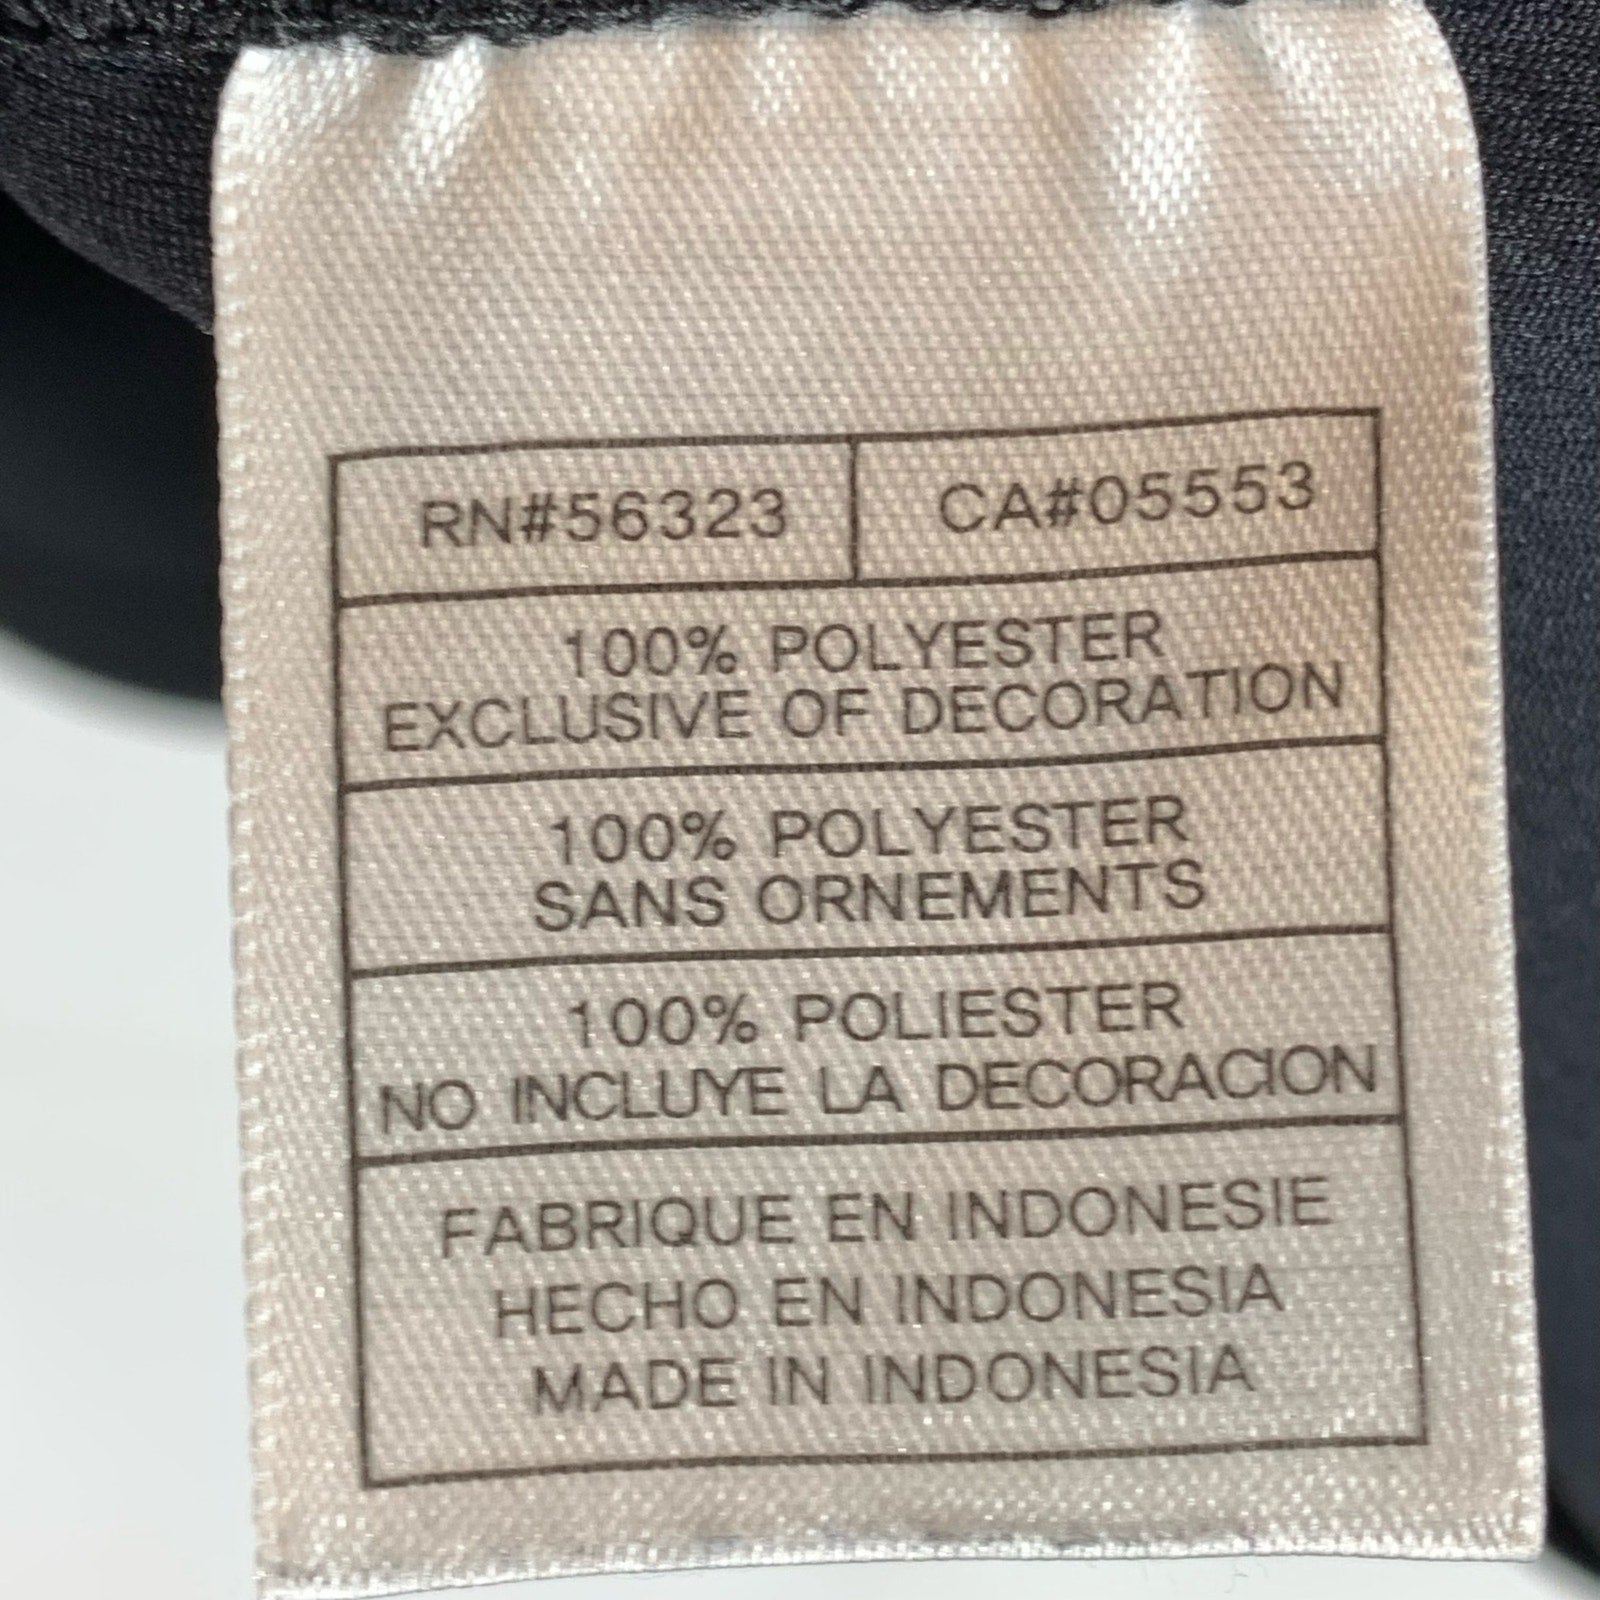 RN#56323 CA#05553
100% POLYESTER
EXCLUSIVE OF DECORATION
100% POLYESTER
SANS ORNEMENTS
100% POLIESTER
NO INCLUYE LA DECORACION
FABRIQUE EN INDONESIE
HECHO EN INDONESIA
MADE IN INDONESIA